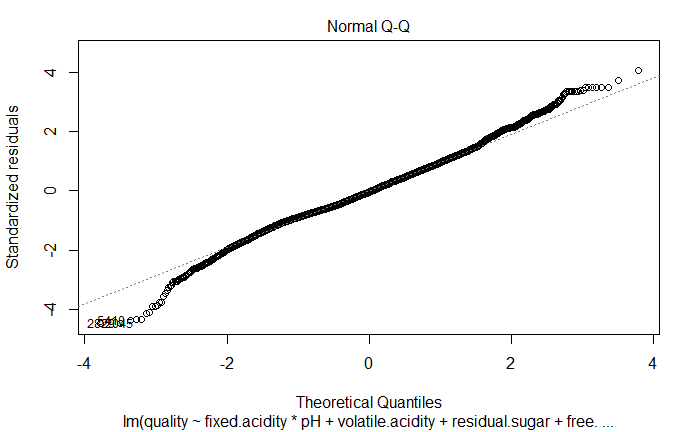 Normal Q-Q
Standardized residuals
4
2
0
-2
-4
-4
-2
0
2
4
Theoretical Quantiles
lm(quality ~ fixed.acidity * pH + volatile.acidity + residual.sugar + free. ...